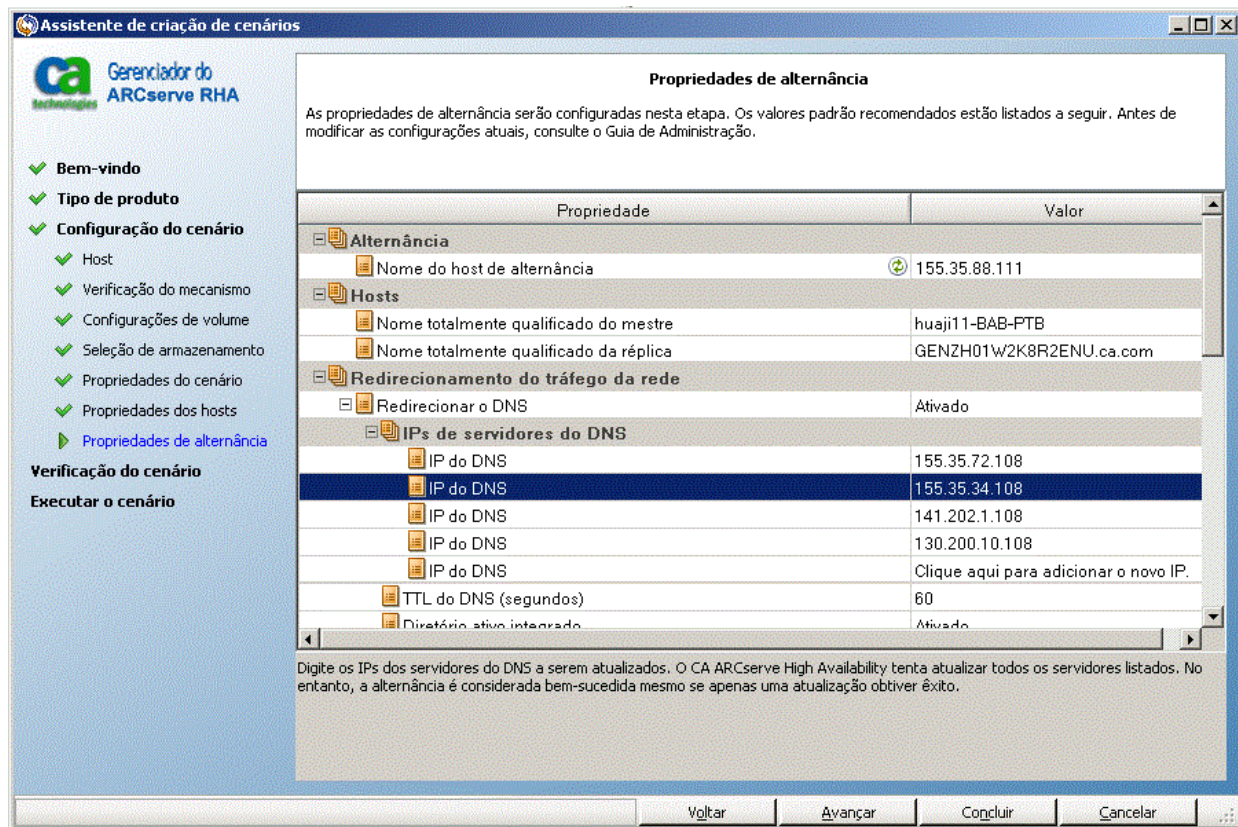 Assistente de criação de cenários
ca
technologies
Gerenciador do
ARCserve RHA
Bem-vindo
Tipo de produto
Configuração do cenário
Host
Verificação do mecanismo
Configurações de volume
Seleção de armazenamento
Propriedades do cenário
Propriedades dos hosts
Propriedades de alternância
Verificação do cenário
Executar o cenário
Propriedades de alternância
As propriedades de alternância serão configuradas nesta etapa. Os valores padrão recomendados estão listados a seguir. Antes de
modificar as configurações atuais, consulte o Guia de Administração.
Propriedade Valor
Alternância
Nome do host de alternância 155.35.88.111
Hosts
Nome totalmente qualificado do mestre huaji11-BAB-PTB
Nome totalmente qualificado da réplica GENZH01W2K8R2ENU.ca.com
Redirecionamento do tráfego da rede
Redirecionar o DNS Ativado
IPs de servidores do DNS
IP do DNS 155.35.72.108
IP do DNS 155.35.34.108
IP do DNS 141.202.1.108
IP do DNS 130.200.10.108
IP do DNS Clique aqui para adicionar o novo IP.
TTL do DNS (segundos) 60
Diretório ativo integrado... Ativado
Digite os IPs dos servidores do DNS a serem atualizados. O CA ARCserve High Availability tenta atualizar todos os servidores listados. No
entanto, a alternância é considerada bem-sucedida mesmo se apenas uma atualização obtiver êxito.
Voltar Avançar Concluir Cancelar